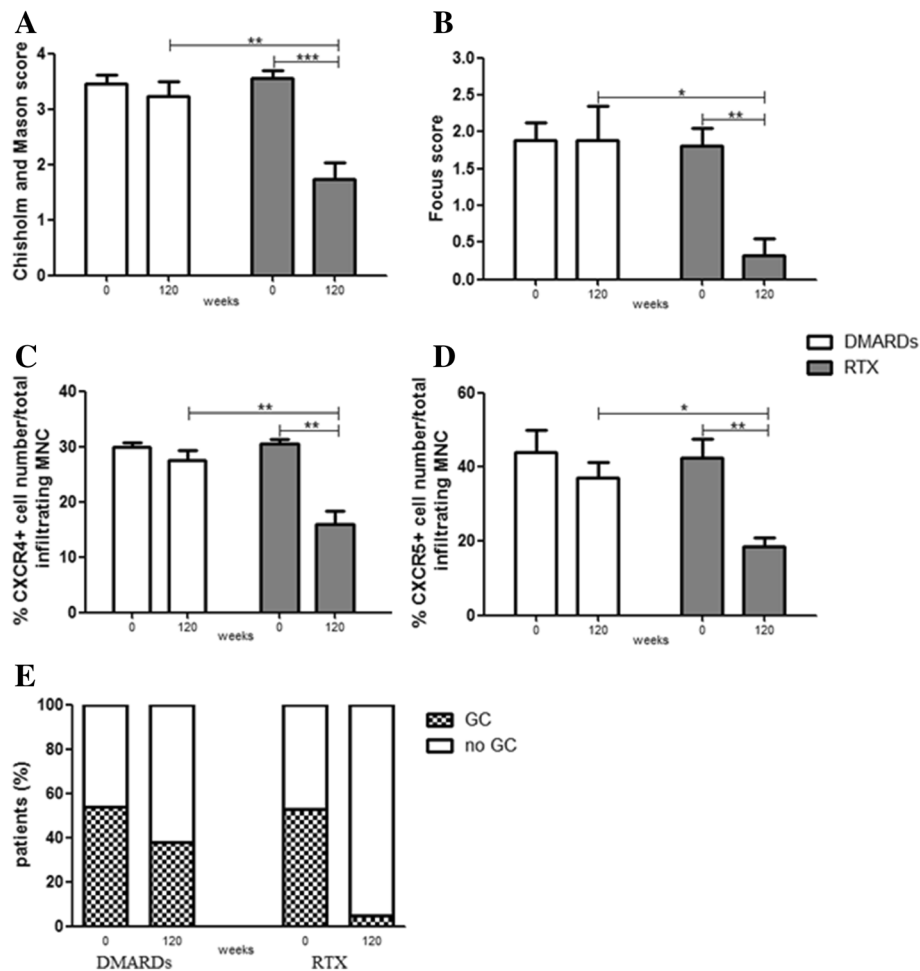 A
Chisholm and Mason score
4
3
2
1
0
**
***
0
120
weeks
0
120
B
Focus score
3.0
2.5
2.0
1.5
1.0
0.5
0.0
*
**
0
120
weeks
0
120
C
% CXCR4+ cell number/total
infiltrating MNC
40
30
20
10
0
**
**
0
120
weeks
0
120
D
% CXCR5+ cell number/total
infiltrating MNC
60
40
20
0
*
**
0
120
weeks
0
120
DMARDs
RTX
E
patients (%)
100
80
60
40
20
0
0
120
weeks
0
120
DMARDs
RTX
GC
no GC